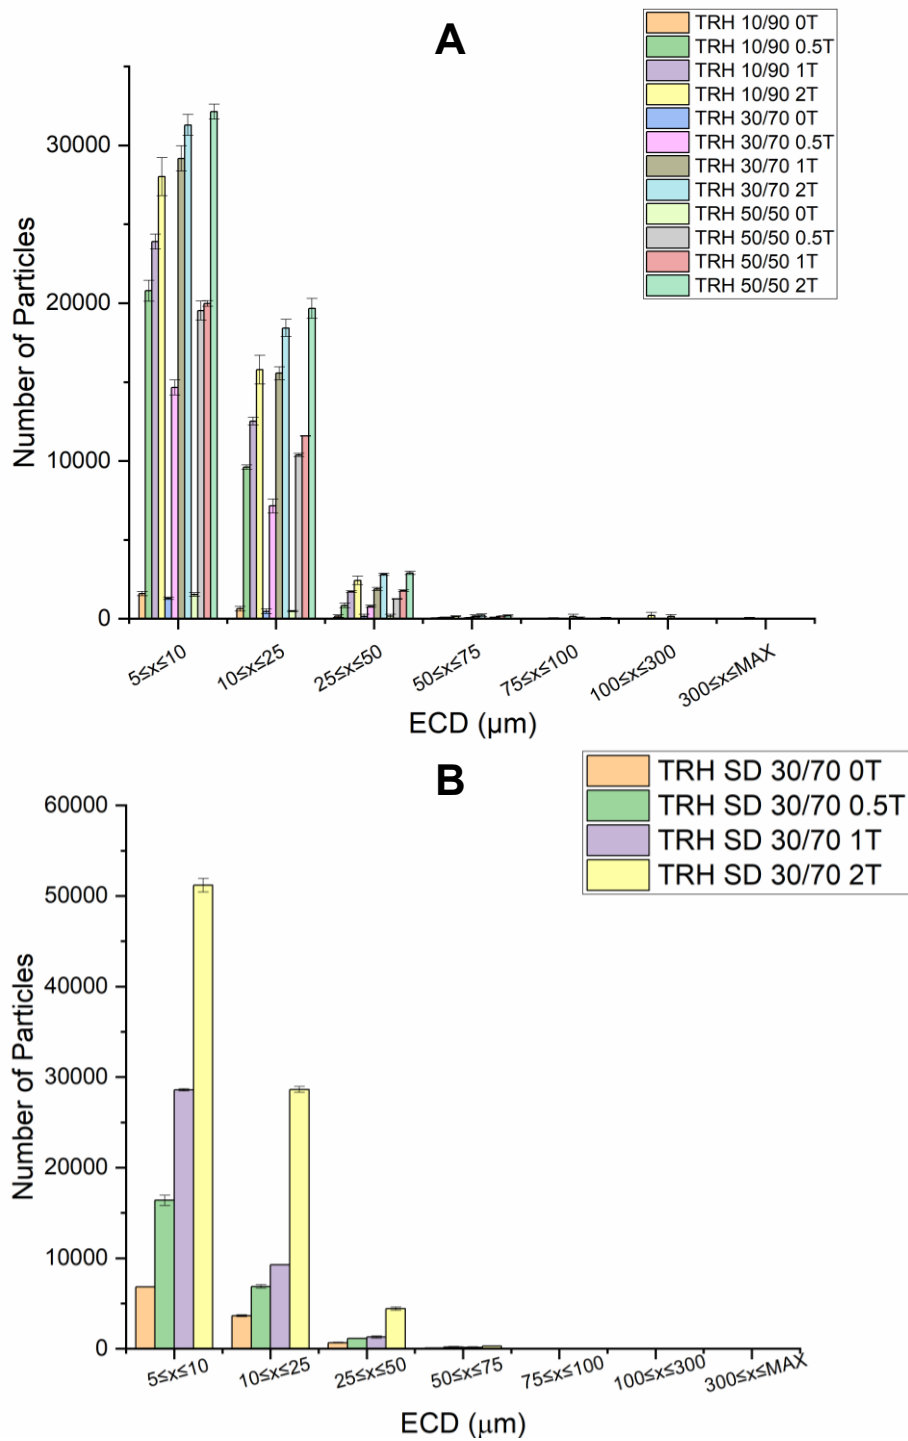 A
TRH 10/90 0T
TRH 10/90 0.5T
TRH 10/90 1T
TRH 10/90 2T
TRH 30/70 0T
TRH 30/70 0.5T
TRH 30/70 1T
TRH 30/70 2T
TRH 50/50 0T
TRH 50/50 0.5T
TRH 50/50 1T
TRH 50/50 2T
Number of Particles
30000
20000
10000
0
5≤x≤10
10≤x≤25
25≤x≤50
50≤x≤75
75≤x≤100
100≤x≤300
300≤x≤MAX
ECD (μm)
B
TRH SD 30/70 0T
TRH SD 30/70 0.5T
TRH SD 30/70 1T
TRH SD 30/70 2T
Number of Particles
60000
50000
40000
30000
20000
10000
0
5≤x≤10
10≤x≤25
25≤x≤50
50≤x≤75
75≤x≤100
100≤x≤300
300≤x≤MAX
ECD (μm)